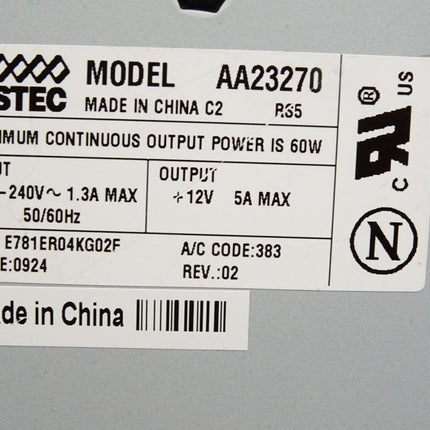 STEC MODEL AA23270
MADE IN CHINA C2 R35
IMUM CONTINUOUS OUTPUT POWER IS 60W
UT OUTPUT
-240V~ 1.3A MAX +12V 5A MAX
50/60Hz
E781ER04KG02F A/C CODE:383
E:0924 REV.:02
de in China
®
US
C
N